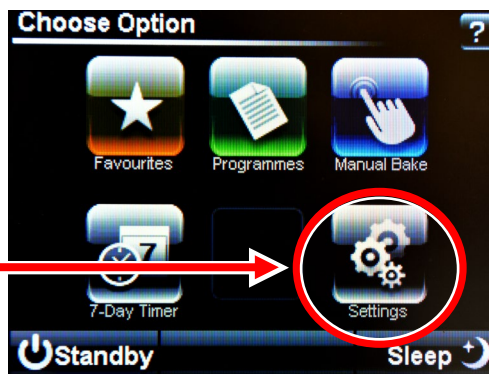 Choose Option
?
Favourites Programmes Manual Bake
7
7-Day Timer Settings
Standby Sleep